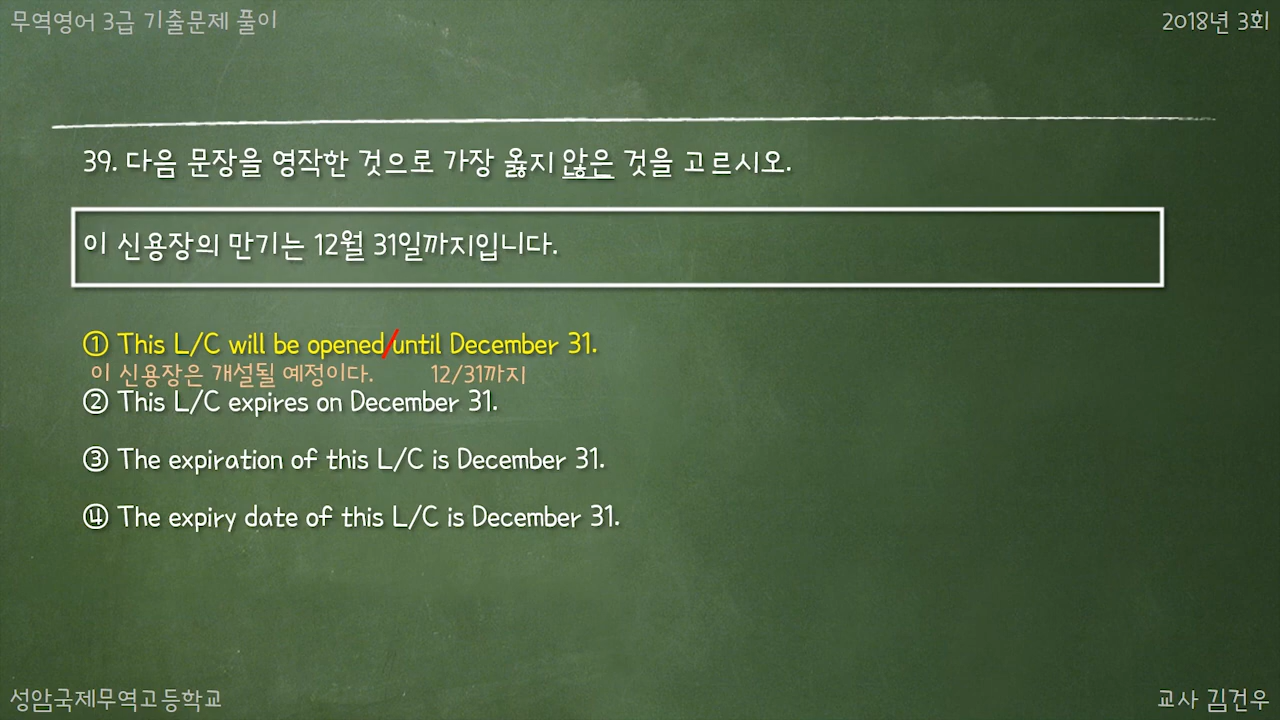 무역영어 3급 기출문제 풀이
2018년 3회
39. 다음 문장을 영작한 것으로 가장 옳지 않은 것을 고르시오.
이 신용장의 만기는 12월 31일까지입니다.
① This L/C will be opened/until December 31.
이 신용장은 개설될 예정이다. 12/31까지
② This L/C expires on December 31.
③ The expiration of this L/C is December 31.
④ The expiry date of this L/C is December 31.
성암국제무역고등학교
교사 김건우